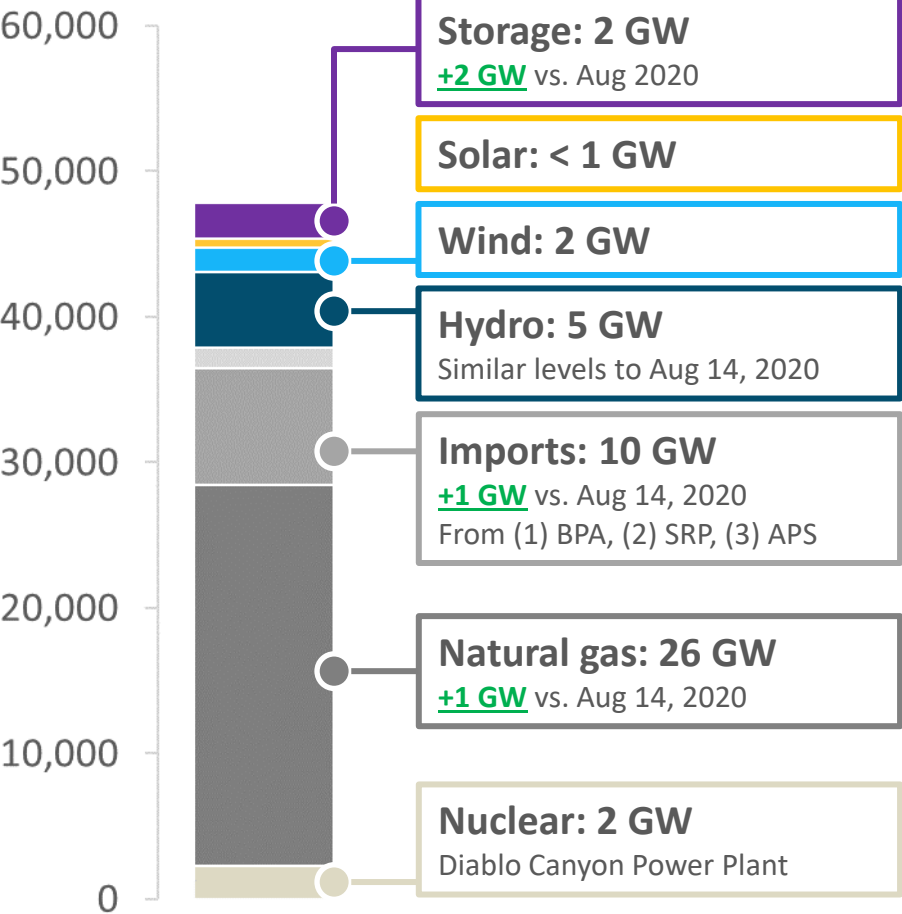 60,000
50,000
40,000
30,000
20,000
10,000
0
Storage: 2 GW
+2 GW vs. Aug 2020
Solar: < 1 GW
Wind: 2 GW
Hydro: 5 GW
Similar levels to Aug 14, 2020
Imports: 10 GW
+1 GW vs. Aug 14, 2020
From (1) BPA, (2) SRP, (3) APS
Natural gas: 26 GW
+1 GW vs. Aug 14, 2020
Nuclear: 2 GW
Diablo Canyon Power Plant